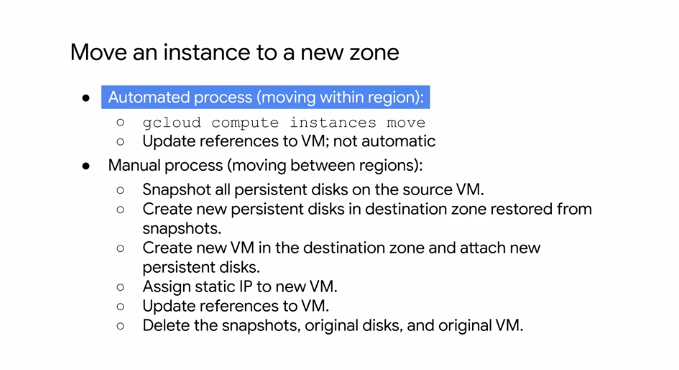 Move an instance to a new zone
● Automated process (moving within region):
○ gcloud compute instances move
○ Update references to VM; not automatic
● Manual process (moving between regions):
○ Snapshot all persistent disks on the source VM.
○ Create new persistent disks in destination zone restored from
snapshots.
○ Create new VM in the destination zone and attach new
persistent disks.
○ Assign static IP to new VM.
○ Update references to VM.
○ Delete the snapshots, original disks, and original VM.